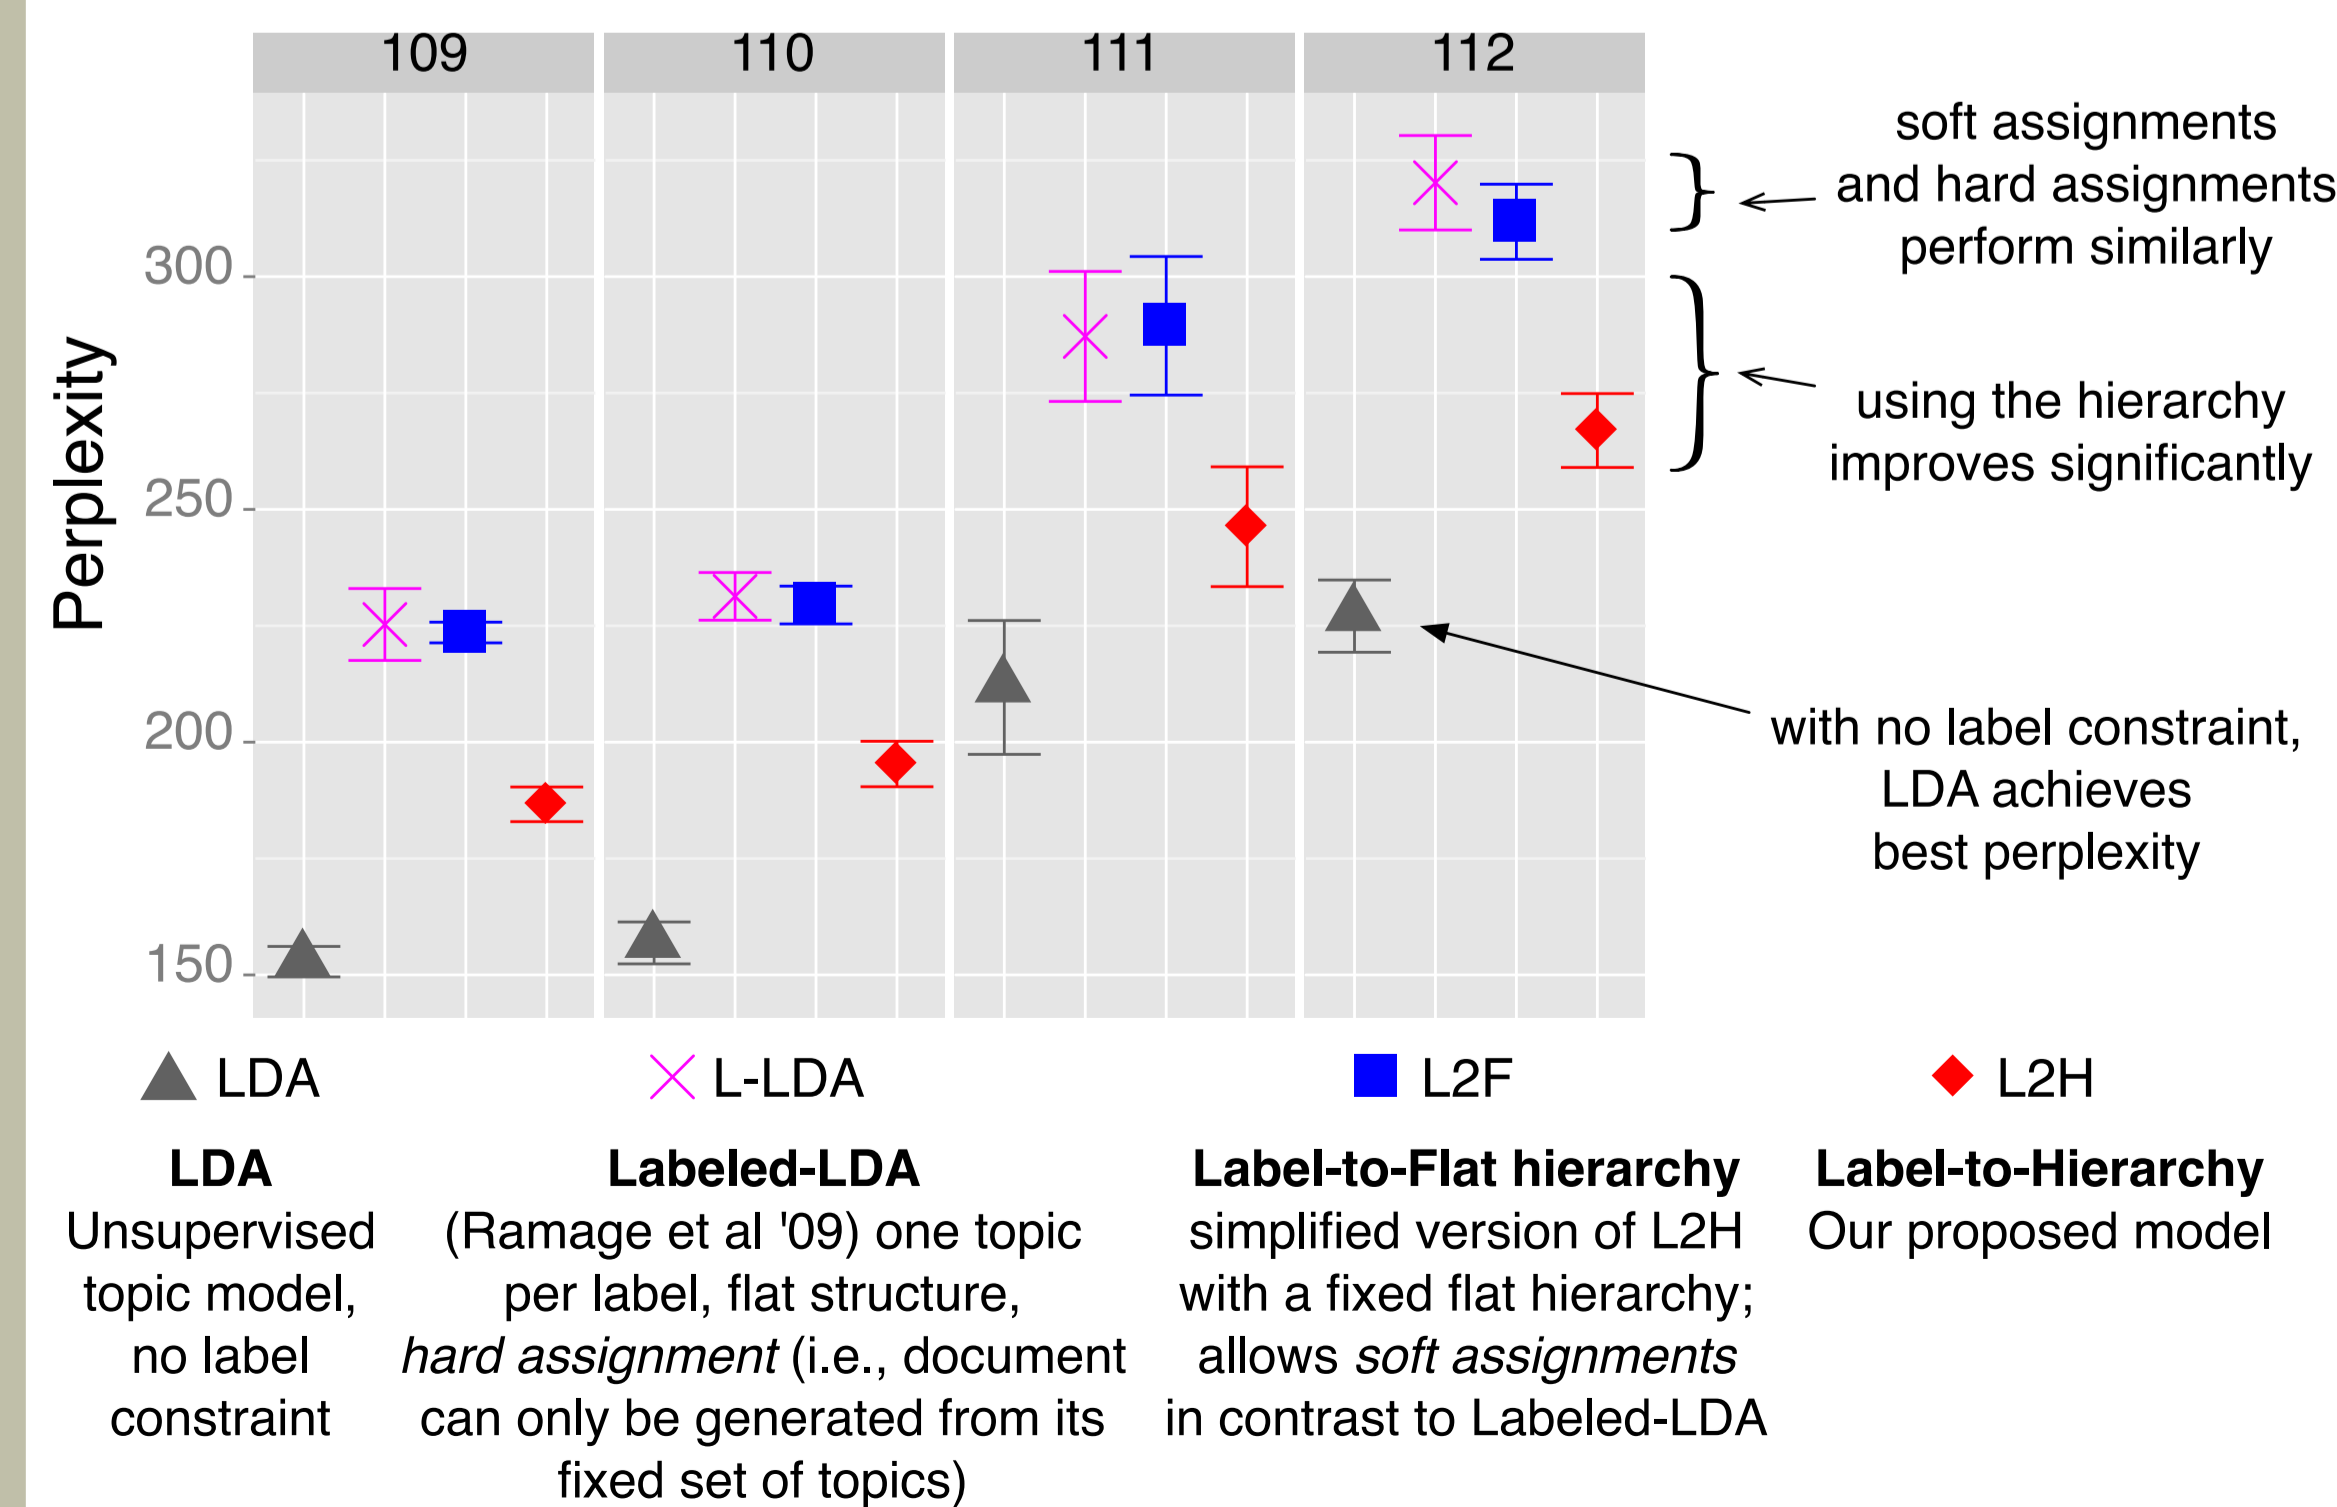 109 110 111 112
soft assignments
and hard assignments
perform similarly
300
250
200
150
Perplexity
using the hierarchy
improves significantly
with no label constraint,
LDA achieves
best perplexity
LDA L-LDA L2F L2H
LDA
Unsupervised
topic model,
no label
constraint
Labeled-LDA
(Ramage et al '09) one topic
per label, flat structure,
hard assignment (i.e., document
can only be generated from its
fixed set of topics)
Label-to-Flat hierarchy
simplified version of L2H
with a fixed flat hierarchy;
allows soft assignments
in contrast to Labeled-LDA
Label-to-Hierarchy
Our proposed model